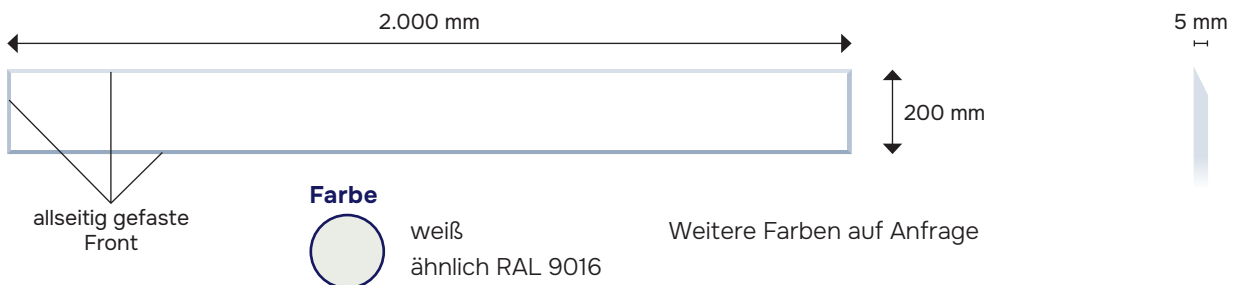 2.000 mm
5 mm
200 mm
allseitig gefaste
Front
Farbe
weiß
ähnlich RAL 9016
Weitere Farben auf Anfrage